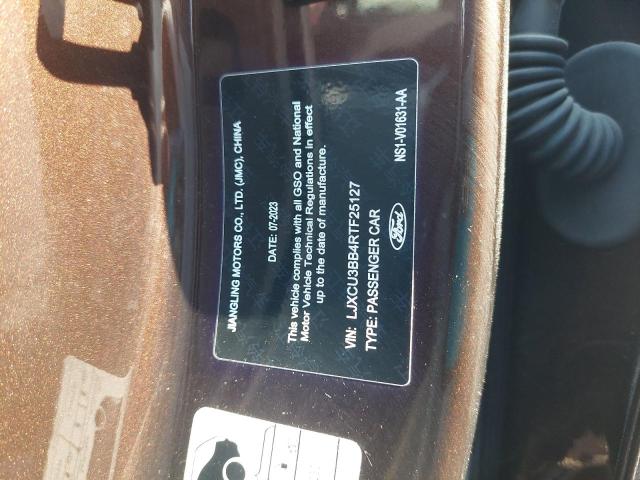 JIANGLING MOTORS CO., LTD. (JMC), CHINA
DATE: 07-2023
This vehicle complies with all GSO and National
Motor Vehicle Technical Regulations in effect
up to the date of manufacture.
VIN: LJXCU3BB4RTF25127
TYPE: PASSENGER CAR
Ford
NS1-V01631-AA